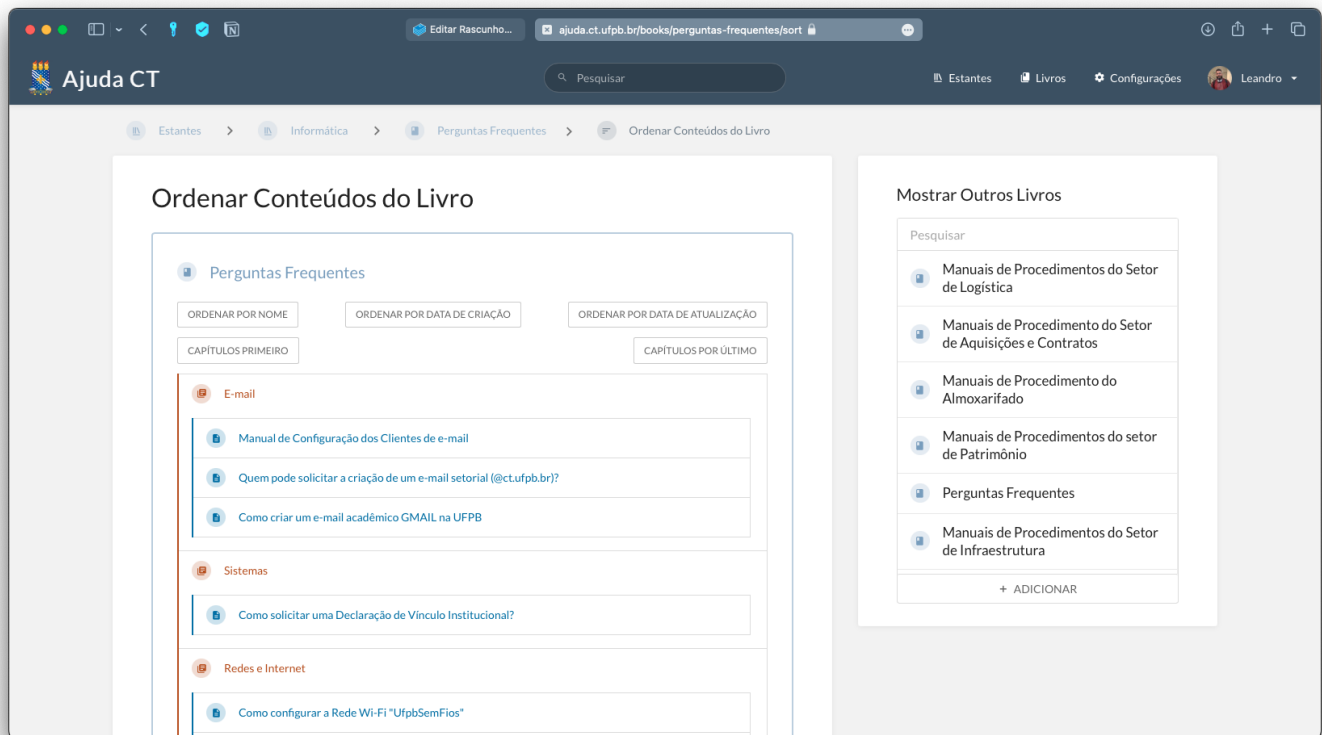 Editar Rascunho...
ajuda.ct.ufpb.br/books/perguntas-frequentes/sort
Ajuda CT
Pesquisar
Estantes
Livros
Configurações
Leandro
Estantes > Informática > Perguntas Frequentes > Ordenar Conteúdos do Livro
Ordenar Conteúdos do Livro
Perguntas Frequentes
ORDENAR POR NOME
ORDENAR POR DATA DE CRIAÇÃO
ORDENAR POR DATA DE ATUALIZAÇÃO
CAPÍTULOS PRIMEIRO
CAPÍTULOS POR ÚLTIMO
E-mail
Manual de Configuração dos Clientes de e-mail
Quem pode solicitar a criação de um e-mail setorial (@ct.ufpb.br)?
Como criar um e-mail acadêmico GMAIL na UFPB
Sistemas
Como solicitar uma Declaração de Vínculo Institucional?
Redes e Internet
Como configurar a Rede Wi-Fi "UfpbSemFios"
Mostrar Outros Livros
Pesquisar
Manuais de Procedimentos do Setor
de Logística
Manuais de Procedimento do Setor
de Aquisições e Contratos
Manuais de Procedimento do
Almoxarifado
Manuais de Procedimentos do setor
de Patrimônio
Perguntas Frequentes
Manuais de Procedimentos do Setor
de Infraestrutura
+ ADICIONAR